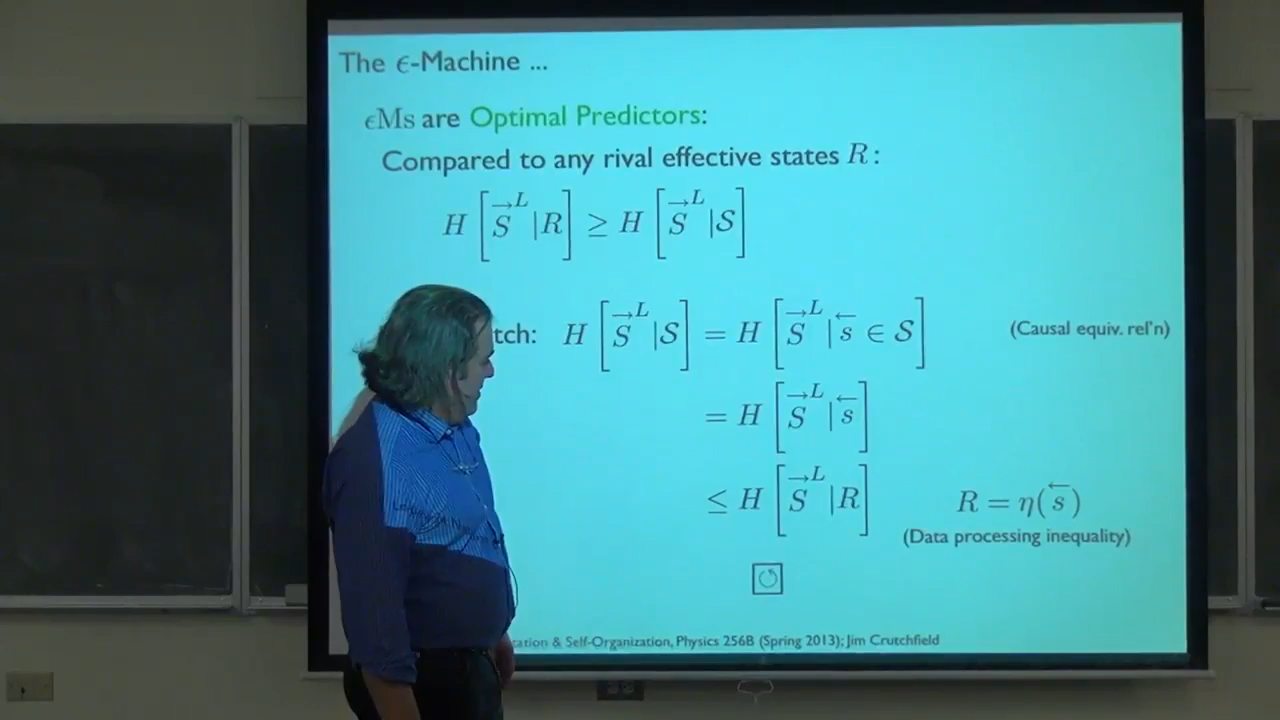 The ϵ-Machine ...
ϵMs are Optimal Predictors:
Compared to any rival effective states R :
H [ →S^L |R ] ≥ H [ →S^L |𝒮 ]
tch: H [ →S^L |𝒮 ] = H [ →S^L | ←s ∈ 𝒮 ] (Causal equiv. rel'n)
= H [ →S^L | ←s ]
≤ H [ →S^L |R ] R = η(←s)
(Data processing inequality)
ation & Self-Organization, Physics 256B (Spring 2013); Jim Crutchfield